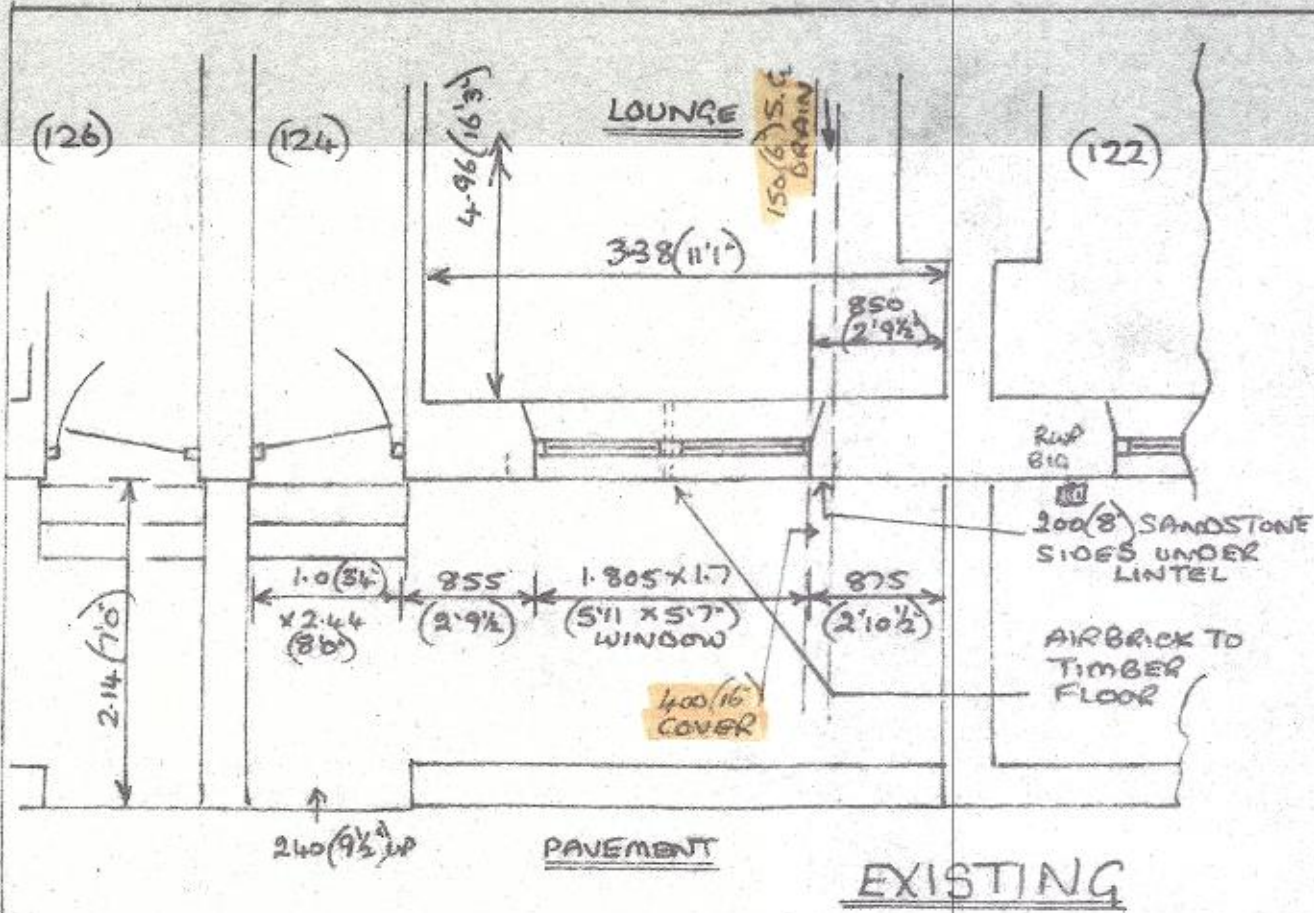 (126)
(124)
4.96(16'3")
LOUNGE
150(6")S.G.
DRAIN
(122)
3.38(11'1")
850
(2'9½")
RWP
BIG
200(8") SANDSTONE
SIDES UNDER
LINTEL
2.14(7'0")
1.0(3'4")
x2.44
(8'0")
855
(2'9½)
1.805x1.7
(5'11 x 5'7")
WINDOW
875
(2'10½")
400(16")
COVER
AIRBRICK TO
TIMBER
FLOOR
240(9½")UP
PAVEMENT
EXISTING